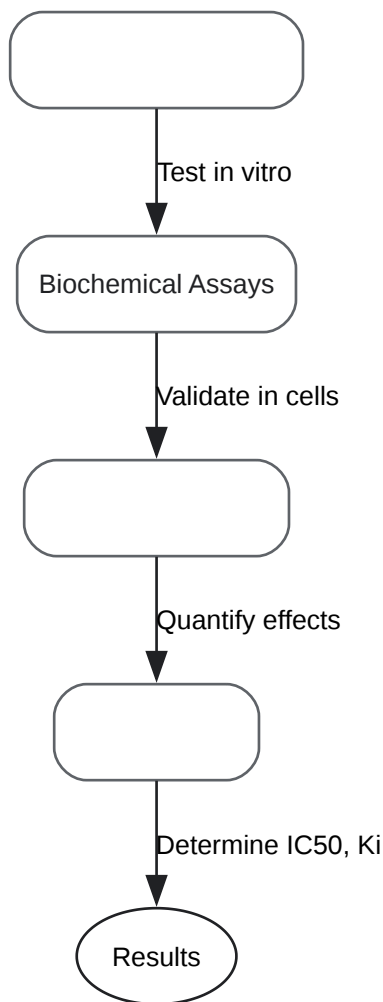 Test in vitro
Biochemical Assays
Validate in cells
Quantify effects
Determine IC50, Ki
Results